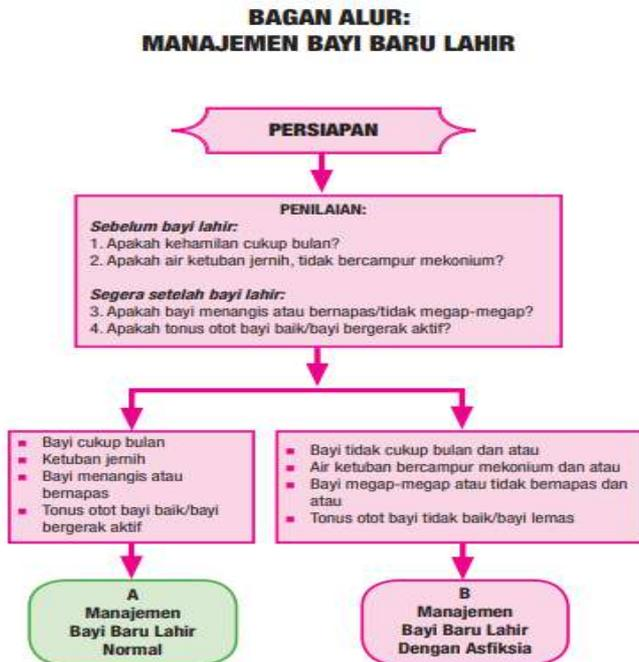 BAGAN ALUR:
MANAJEMEN BAYI BARU LAHIR
PERSIAPAN
PENILAIAN:
Sebelum bayi lahir:
1. Apakah kehamilan cukup bulan?
2. Apakah air ketuban jernih, tidak bercampur mekonium?
Segera setelah bayi lahir:
3. Apakah bayi menangis atau bernapas/tidak megap-megap?
4. Apakah tonus otot bayi baik/bayi bergerak aktif?
▪ Bayi cukup bulan
▪ Ketuban jernih
▪ Bayi menangis atau
bernapas
▪ Tonus otot bayi baik/bayi
bergerak aktif
▪ Bayi tidak cukup bulan dan atau
▪ Air ketuban bercampur mekonium dan atau
▪ Bayi megap-megap atau tidak bernapas dan
atau
▪ Tonus otot bayi tidak baik/bayi lemas
A
Manajemen
Bayi Baru Lahir
Normal
B
Manajemen
Bayi Baru Lahir
Dengan Asfiksia